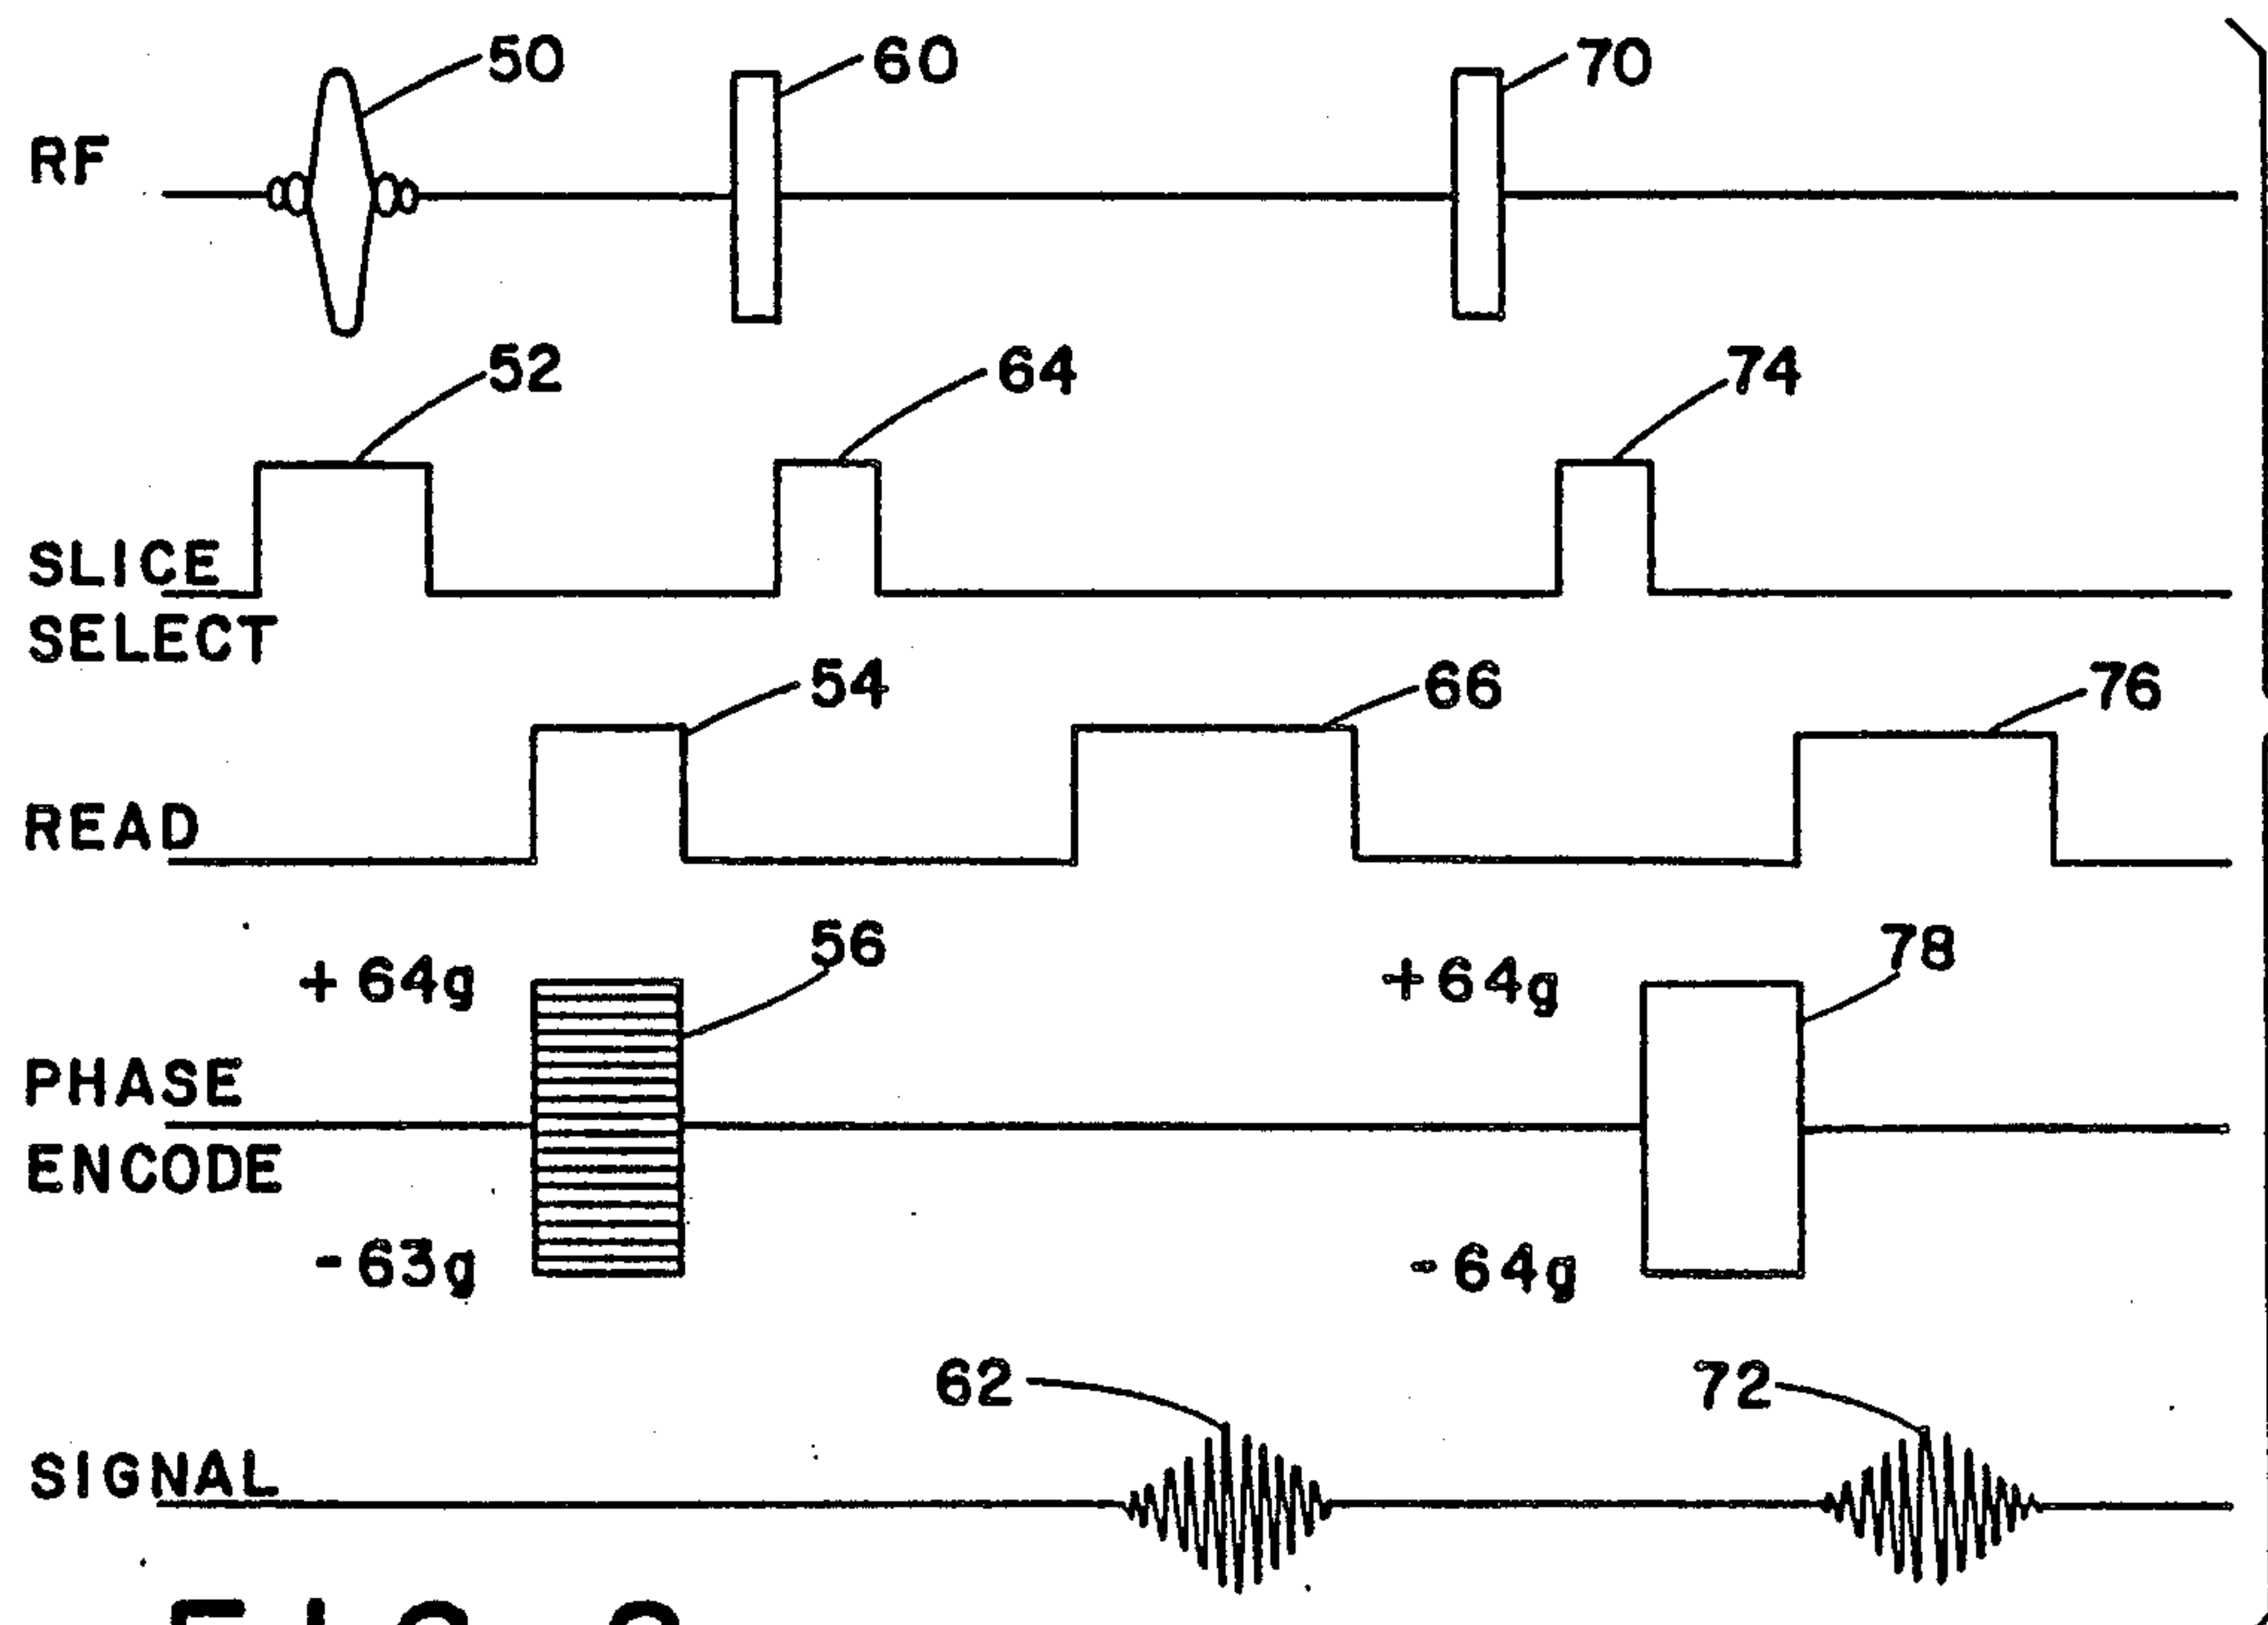 50 60 70
RF
52 64 74
SLICE
SELECT
54 66 76
READ
56 78
+64g +64g
PHASE
ENCODE
-63g -64g
62 72
SIGNAL